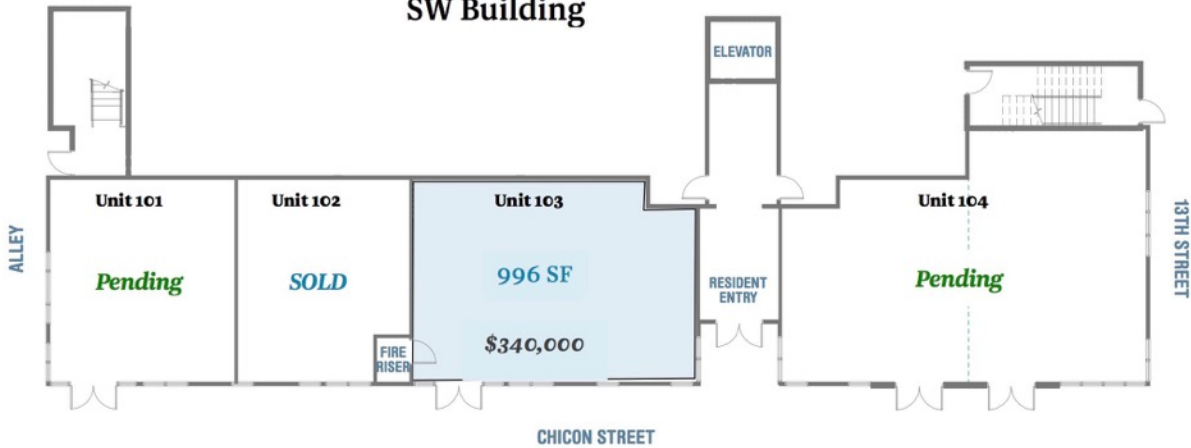 SW Building
ELEVATOR
Unit 101
Unit 102
Unit 103
Unit 104
ALLEY
Pending
SOLD
996 SF
RESIDENT
ENTRY
Pending
13TH STREET
$340,000
FIRE
RISER
CHICON STREET